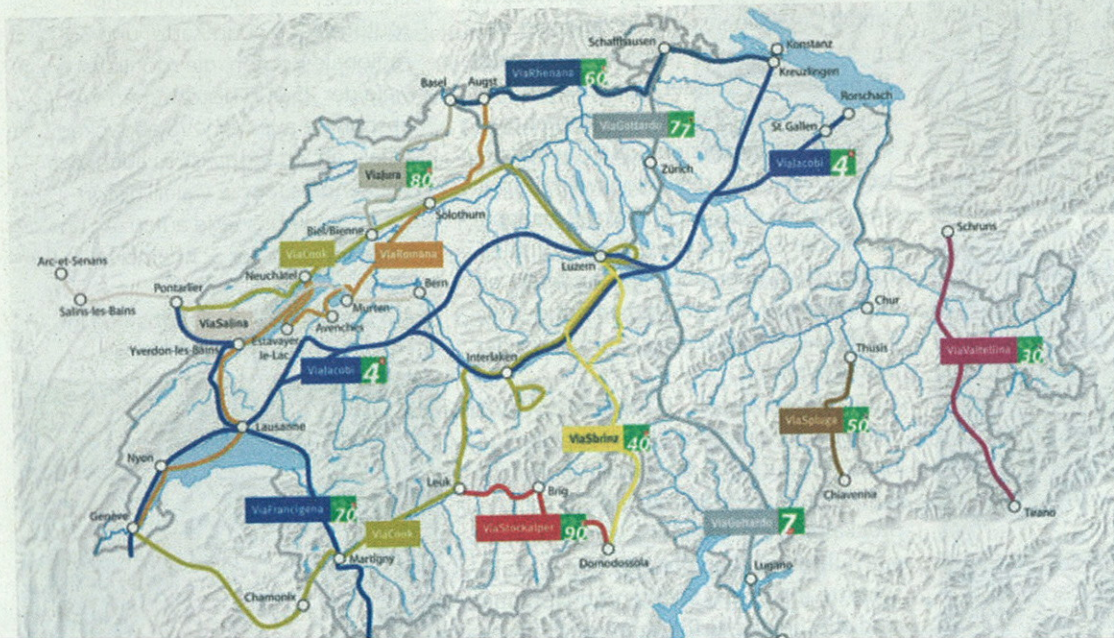 Schaffhausen
Konstanz
Kreuzlingen
Basel
Augst
ViaRhenana 60
Rorschach
ViaGottardo 77
St.Gallen
Zürich
ViaJacobi 4
ViaJura 80
Solothurn
Biel/Bienne
Schruns
ViaCook
ViaRomana
Arc-et-Senans
Luzern
Neuchâtel
Bern
Pontarlier
Salins-les-Bains
Murten
Chur
ViaSalina
Avenches
Estavayer-
le-Lac
Yverdon-les-Bains
Thusis
ViaValtellina 30
Interlaken
ViaJacobi 4
ViaSpluga 50
Lausanne
ViaSbrinz 40
Nyon
Leuk
Brig
Chiavenna
Genève
ViaFrancigena 70
Tirano
ViaStockalper 90
ViaGottardo 7
ViaCook
Martigny
Domodossola
Lugano
Chamonix